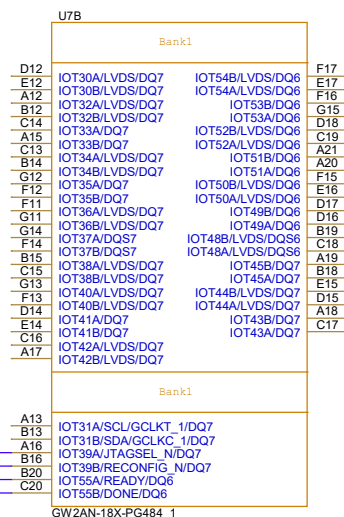 U7B
Bank1
D12 IOT30A/LVDS/DQ7 IOT54B/LVDS/DQ6 F17
E12 IOT30B/LVDS/DQ7 IOT54A/LVDS/DQ6 E17
A12 IOT32A/LVDS/DQ7 IOT53B/DQ6 F16
B12 IOT32B/LVDS/DQ7 IOT53A/DQ6 G15
C14 IOT33A/DQ7 IOT52B/LVDS/DQ6 D18
A15 IOT33B/DQ7 IOT52A/LVDS/DQ6 C19
C13 IOT34A/LVDS/DQ7 IOT51B/DQ6 A21
B14 IOT34B/LVDS/DQ7 IOT51A/DQ6 A20
G12 IOT35A/DQ7 IOT50B/LVDS/DQ6 F15
F12 IOT35B/DQ7 IOT50A/LVDS/DQ6 E16
F11 IOT36A/LVDS/DQ7 IOT49B/DQ6 D17
G11 IOT36B/LVDS/DQ7 IOT49A/DQ6 D16
G14 IOT37A/DQS7 IOT48B/LVDS/DQS6 B19
F14 IOT37B/DQS7 IOT48A/LVDS/DQS6 C18
B15 IOT38A/LVDS/DQ7 IOT45B/DQ7 A19
C15 IOT38B/LVDS/DQ7 IOT45A/DQ7 B18
G13 IOT40A/LVDS/DQ7 IOT44B/LVDS/DQ7 E15
F13 IOT40B/LVDS/DQ7 IOT44A/LVDS/DQ7 D15
D14 IOT41A/DQ7 IOT43B/DQ7 A18
E14 IOT41B/DQ7 IOT43A/DQ7 C17
C16 IOT42A/LVDS/DQ7
A17 IOT42B/LVDS/DQ7
Bank1
A13 IOT31A/SCL/GCLKT_1/DQ7
B13 IOT31B/SDA/GCLKC_1/DQ7
A16 IOT39A/JTAGSEL_N/DQ7
B16 IOT39B/RECONFIG_N/DQ7
B20 IOT55A/READY/DQ6
C20 IOT55B/DONE/DQ6
GW2AN-18X-PG484_1